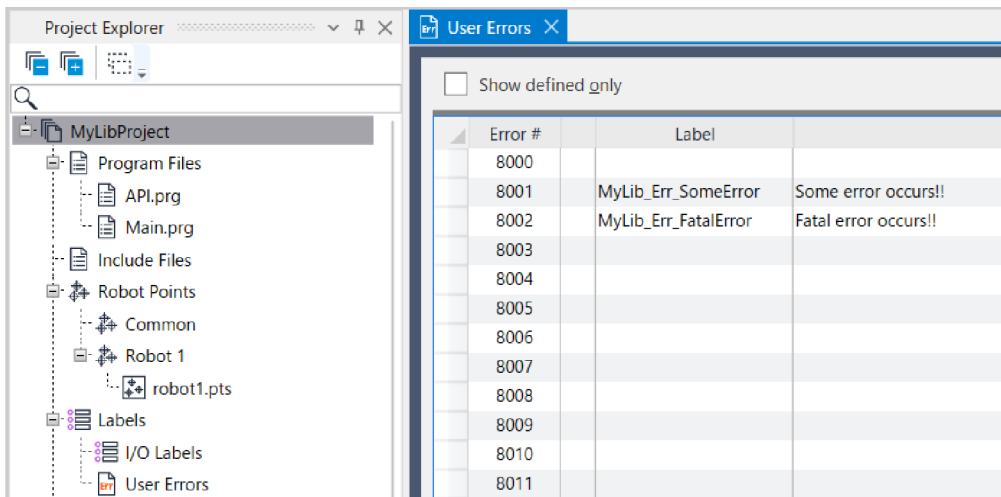 Project Explorer
User Errors
Show defined only
MyLibProject
Program Files
API.prg
Main.prg
Include Files
Robot Points
Common
Robot 1
robot1.pts
Labels
I/O Labels
Err User Errors
Error # Label
8000
8001 MyLib_Err_SomeError Some error occurs!!
8002 MyLib_Err_FatalError Fatal error occurs!!
8003
8004
8005
8006
8007
8008
8009
8010
8011